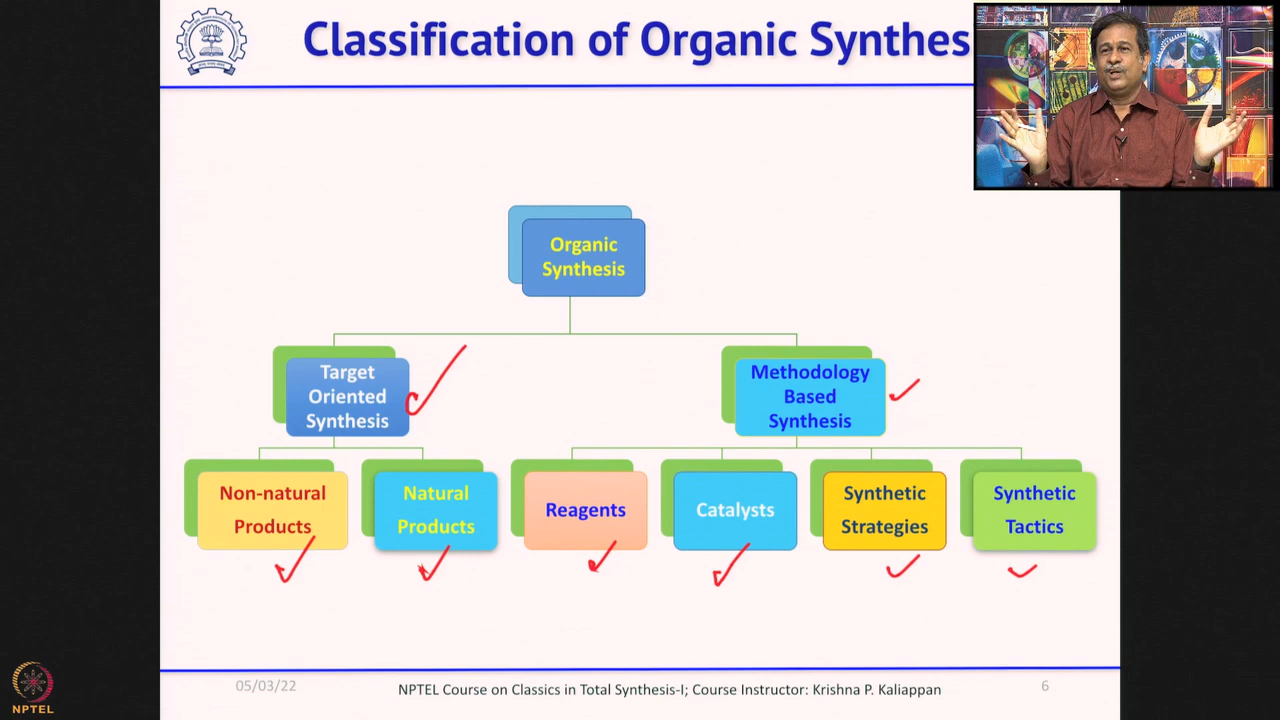 Classification of Organic Synthes
Organic
Synthesis
Target
Oriented
Synthesis
Methodology
Based
Synthesis
Non-natural
Products
Natural
Products
Reagents
Catalysts
Synthetic
Strategies
Synthetic
Tactics
05/03/22
NPTEL Course on Classics in Total Synthesis-I; Course Instructor: Krishna P. Kaliappan
6
NPTEL